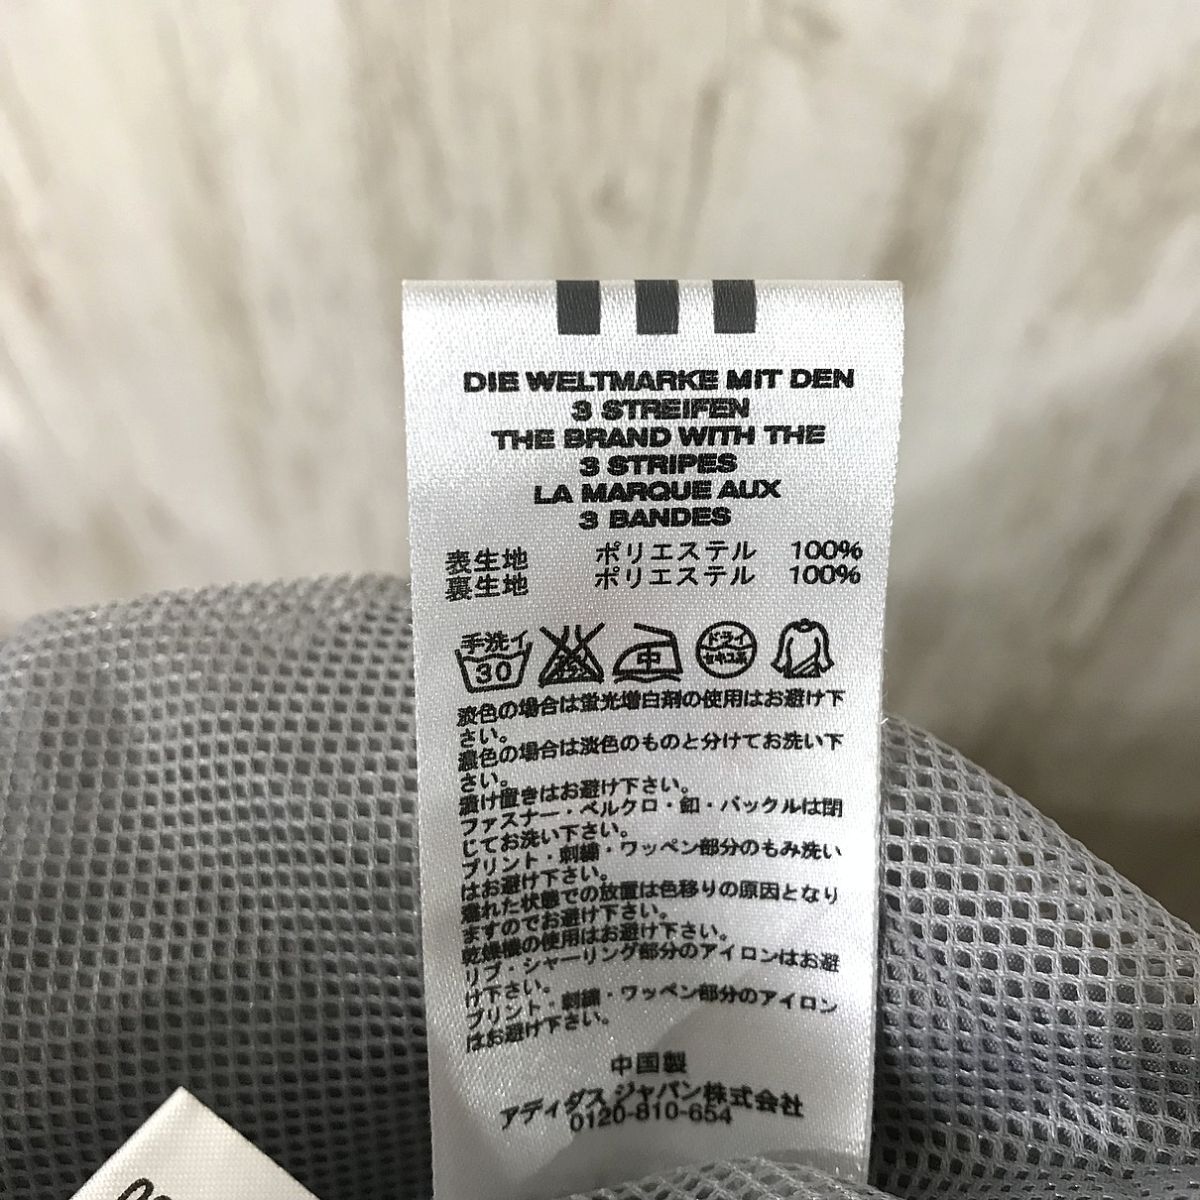 DIE WELTMARKE MIT DEN
3 STREIFEN
THE BRAND WITH THE
3 STRIPES
LA MARQUE AUX
3 BANDES
表生地 ポリエステル 100%
裏生地 ポリエステル 100%
手洗イ
30
中
ドライ
セキユ系
淡色の場合は蛍光増白剤の使用はお避け下
さい。
濃色の場合は淡色のものと分けてお洗い下
さい。
漬け置きはお避け下さい。
ファスナー・ベルクロ・釦・バックルは閉
じてお洗い下さい。
プリント・刺繍・ワッペン部分のもみ洗い
はお避け下さい。
濡れた状態での放置は色移りの原因となり
ますのでお避け下さい。
乾燥機の使用はお避け下さい。
リブ・シャーリング部分のアイロンはお避
け下さい。
プリント・刺繍・ワッペン部分のアイロン
はお避け下さい。
中国製
アディダス ジャパン株式会社
0120-810-654